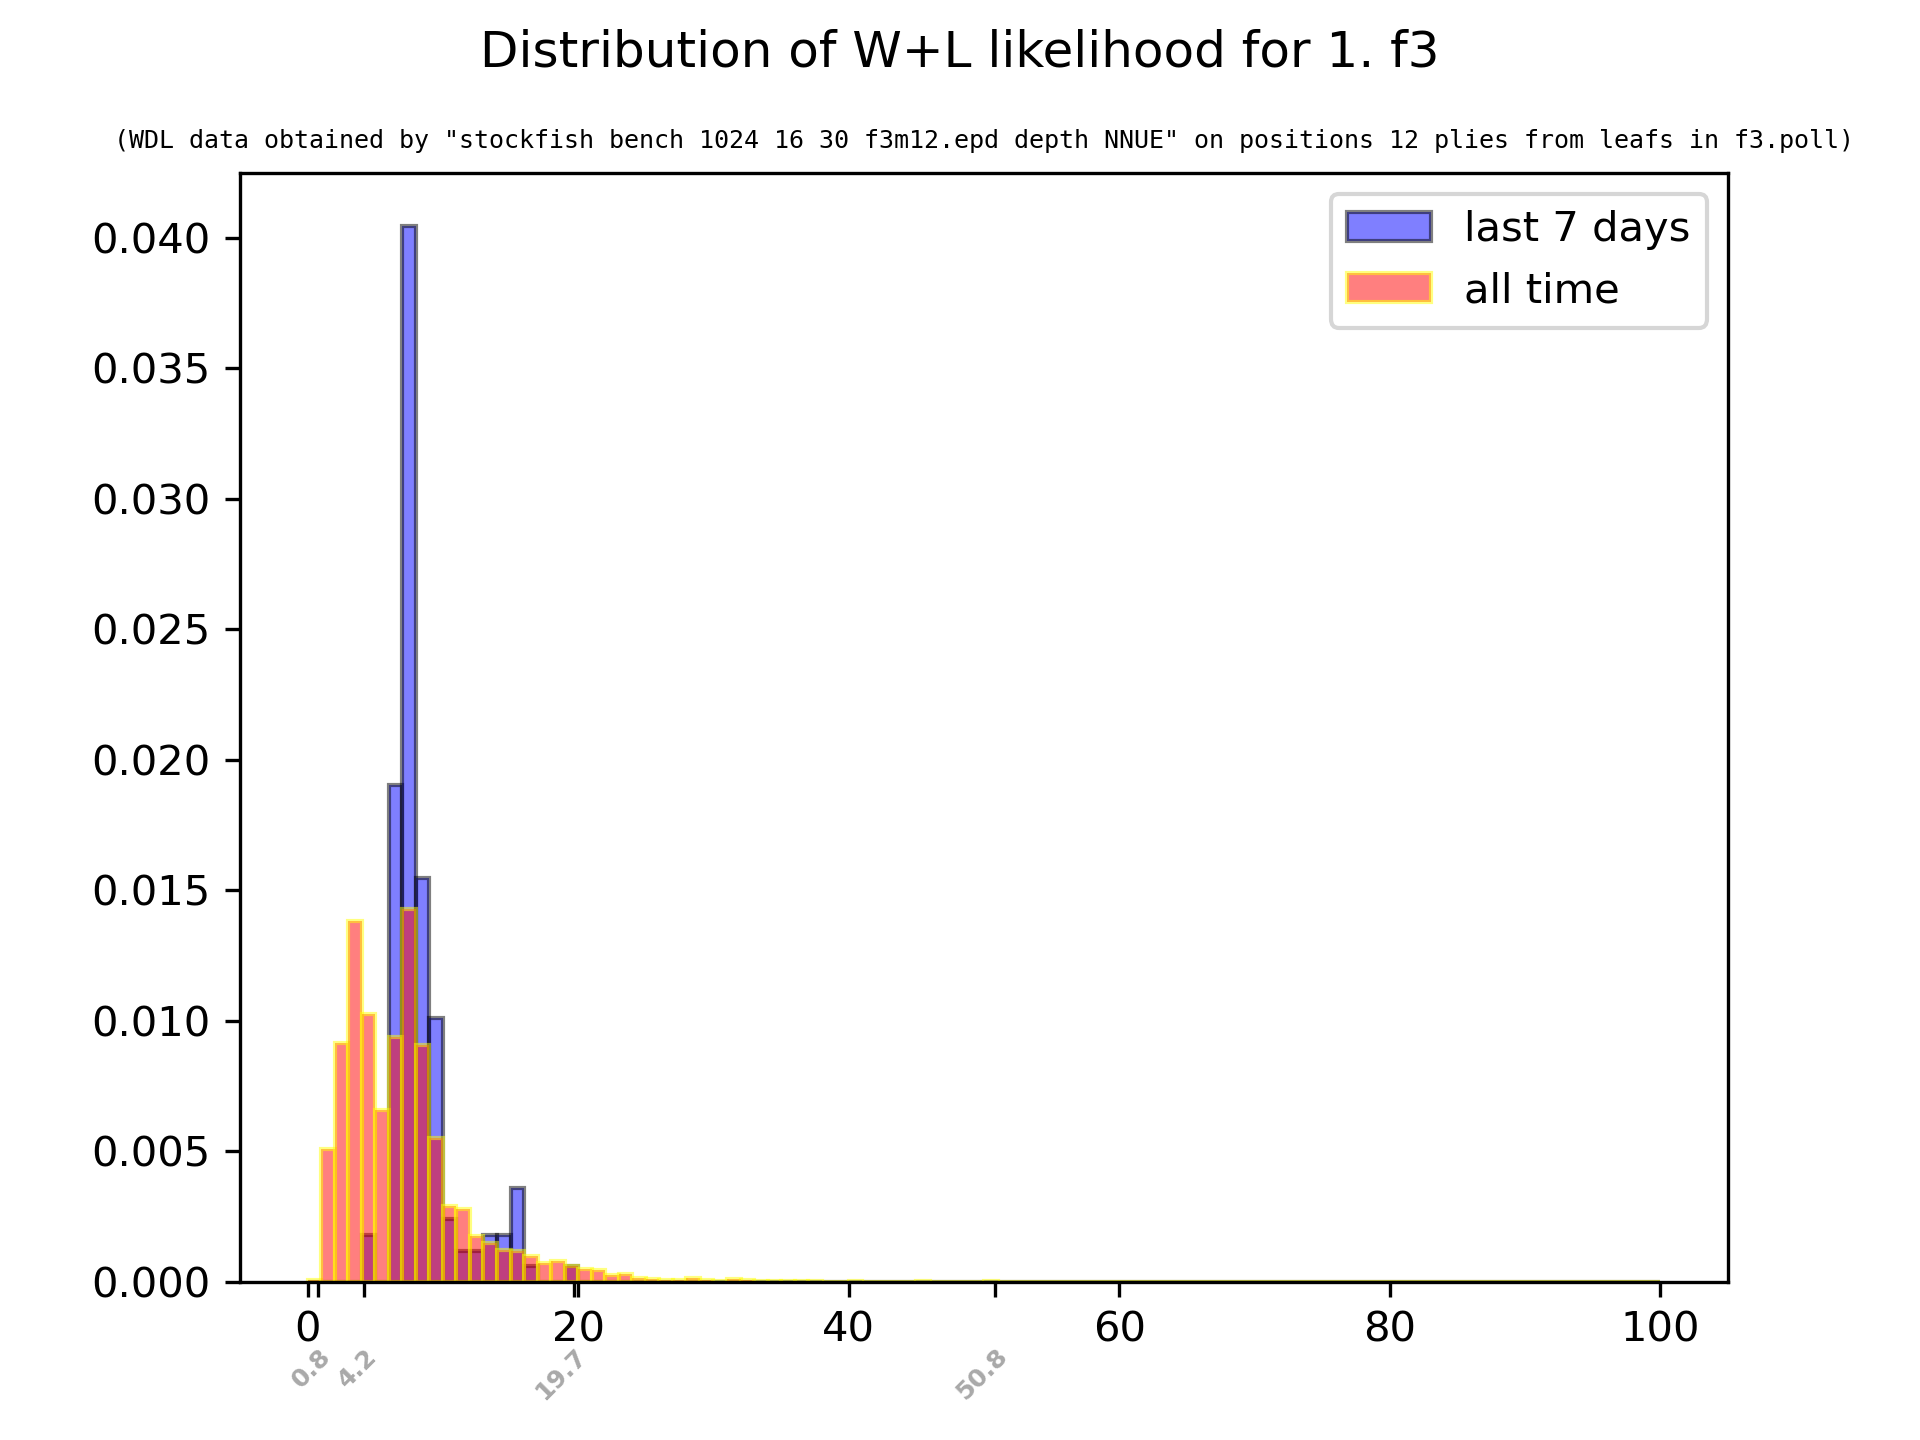 Distribution of W+L likelihood for 1. f3
(WDL data obtained by "stockfish bench 1024 16 30 f3m12.epd depth NNUE" on positions 12 plies from leafs in f3.poll)
last 7 days
all time
0.040
0.035
0.030
0.025
0.020
0.015
0.010
0.005
0.000
0 20 40 60 80 100
0.8 4.2 19.7 50.8